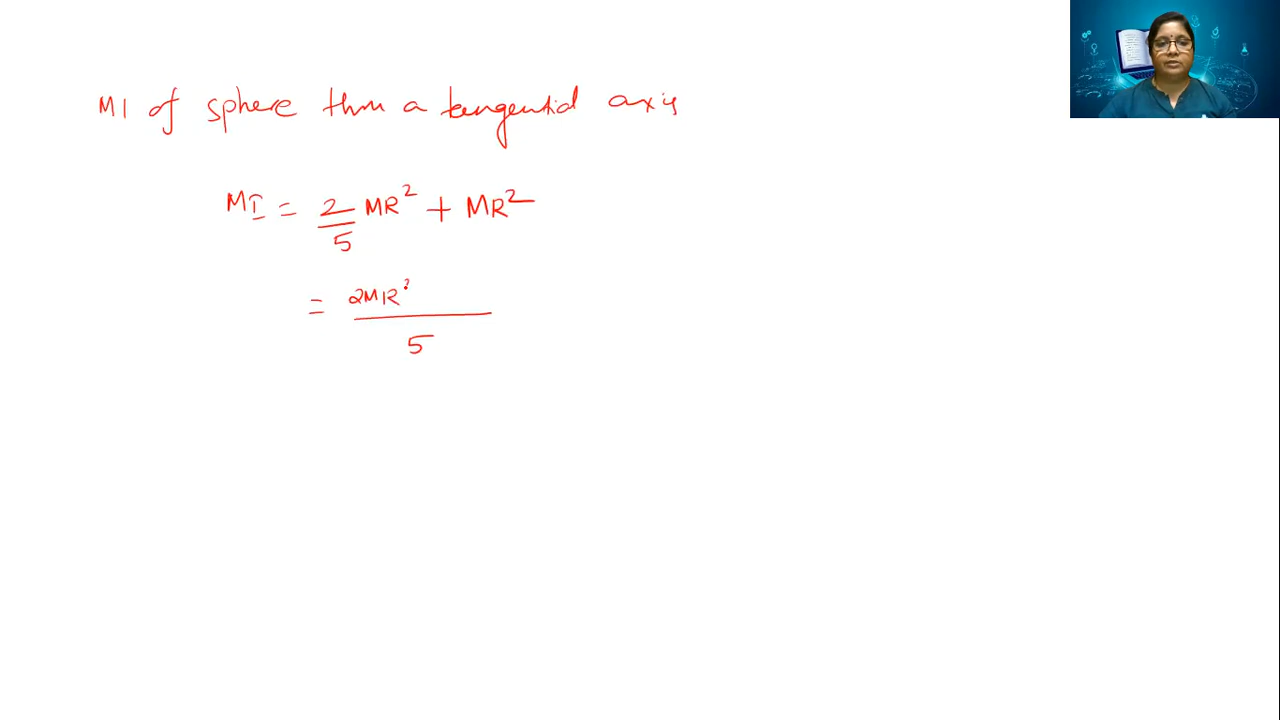 MI of sphere thru a tangential axis
MI = 2/5 MR² + MR²
= 2MR²/5